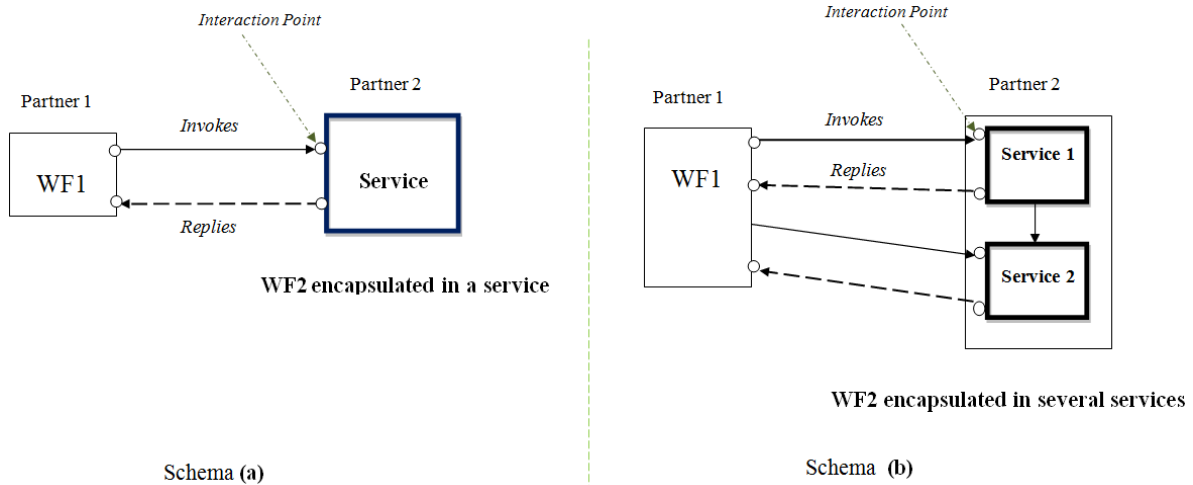 Interaction Point
Partner 1
Partner 2
Invokes
WF1
Service
Replies
WF2 encapsulated in a service
Schema (a)
Interaction Point
Partner 1
Partner 2
Invokes
Service 1
WF1
Replies
Service 2
WF2 encapsulated in several services
Schema (b)